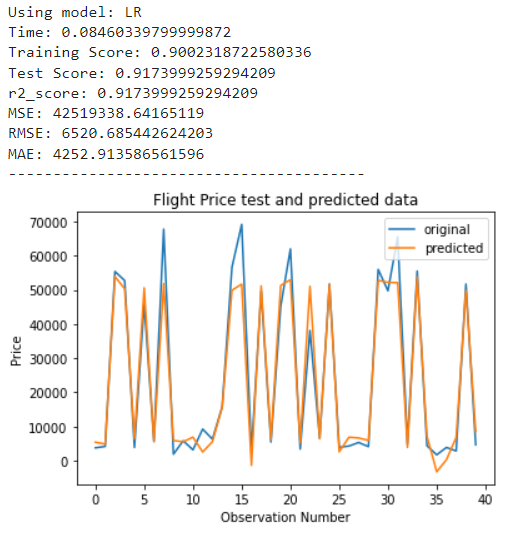 Using model: LR
Time: 0.08460339799999872
Training Score: 0.9002318722580336
Test Score: 0.9173999259294209
r2_score: 0.9173999259294209
MSE: 42519338.64165119
RMSE: 6520.685442624203
MAE: 4252.913586561596
----------------------------------------
Flight Price test and predicted data
original
predicted
70000
60000
50000
40000
30000
20000
10000
0
Price
0 5 10 15 20 25 30 35 40
Observation Number